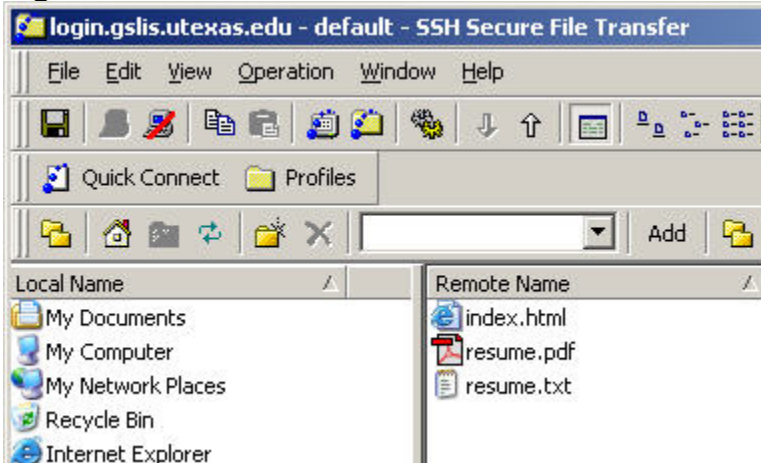 login.gslis.utexas.edu - default - SSH Secure File Transfer
File Edit View Operation Window Help
Quick Connect Profiles
Add
Local Name Remote Name
My Documents index.html
My Computer resume.pdf
My Network Places resume.txt
Recycle Bin
Internet Explorer